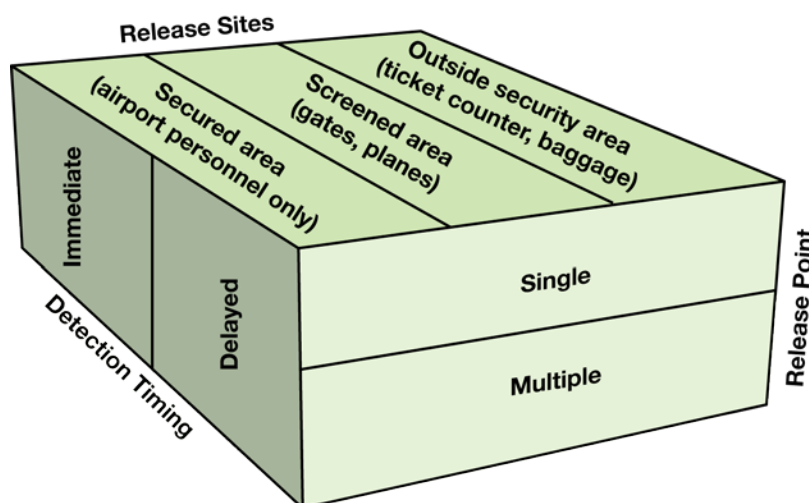 Release Sites
Outside security area
(ticket counter, baggage)
Screened area
(gates, planes)
Secured area
(airport personnel only)
Immediate
Delayed
Detection Timing
Single
Multiple
Release Point